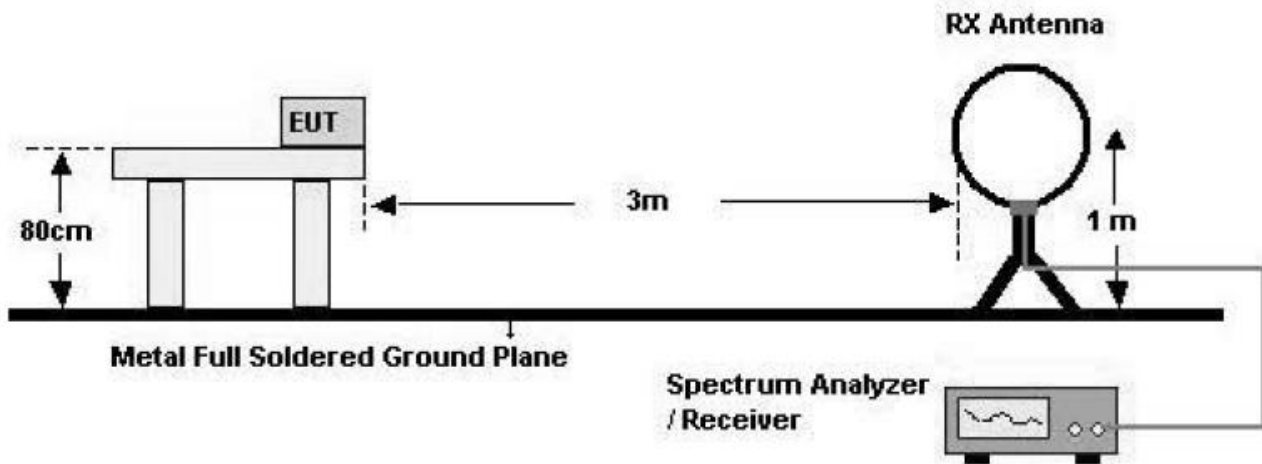 RX Antenna
EUT
3m
80cm
1 m
Metal Full Soldered Ground Plane
Spectrum Analyzer
/ Receiver